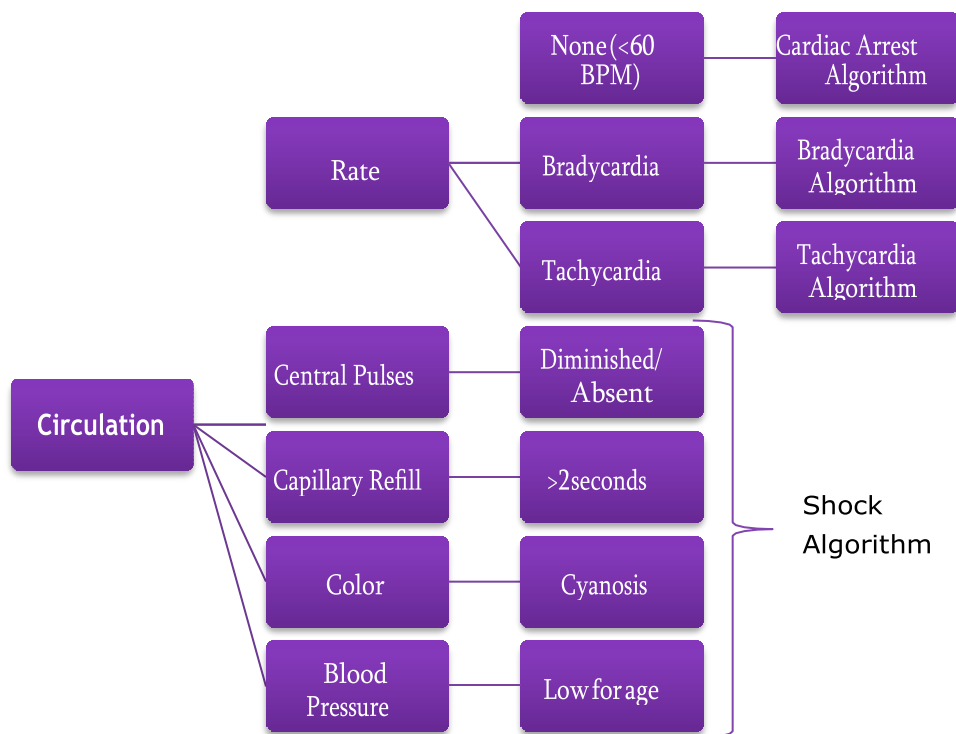 None (<60
BPM)
Cardiac Arrest
Algorithm
Rate
Bradycardia
Bradycardia
Algorithm
Tachycardia
Tachycardia
Algorithm
Circulation
Central Pulses
Diminished/
Absent
Capillary Refill
>2seconds
Color
Cyanosis
Blood
Pressure
Low for age
Shock
Algorithm